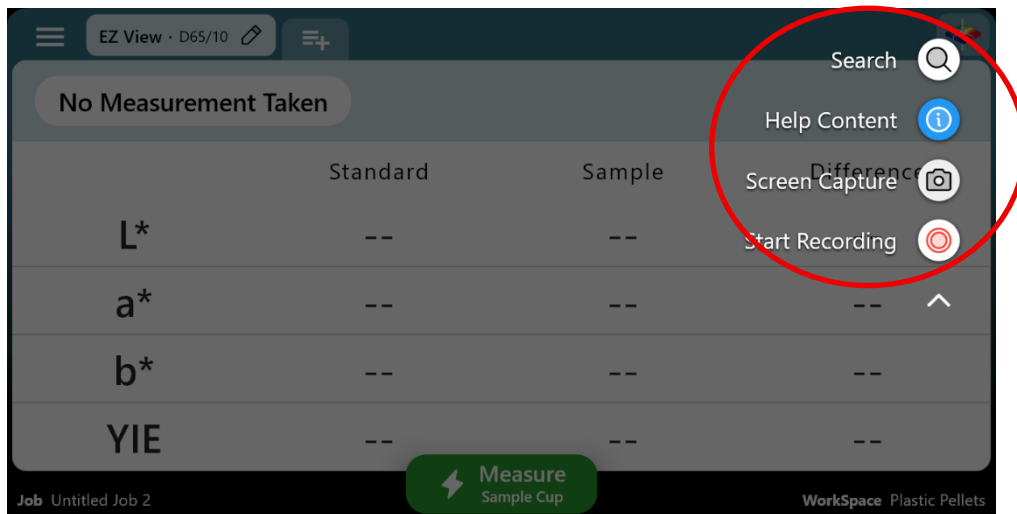 EZ View · D65/10
Search
No Measurement Taken
Help Content
Standard Sample Difference
Screen Capture
L* -- -- --
Start Recording
a* -- -- --
b* -- -- --
YIE -- -- --
Measure
Sample Cup
Job Untitled Job 2
WorkSpace Plastic Pellets